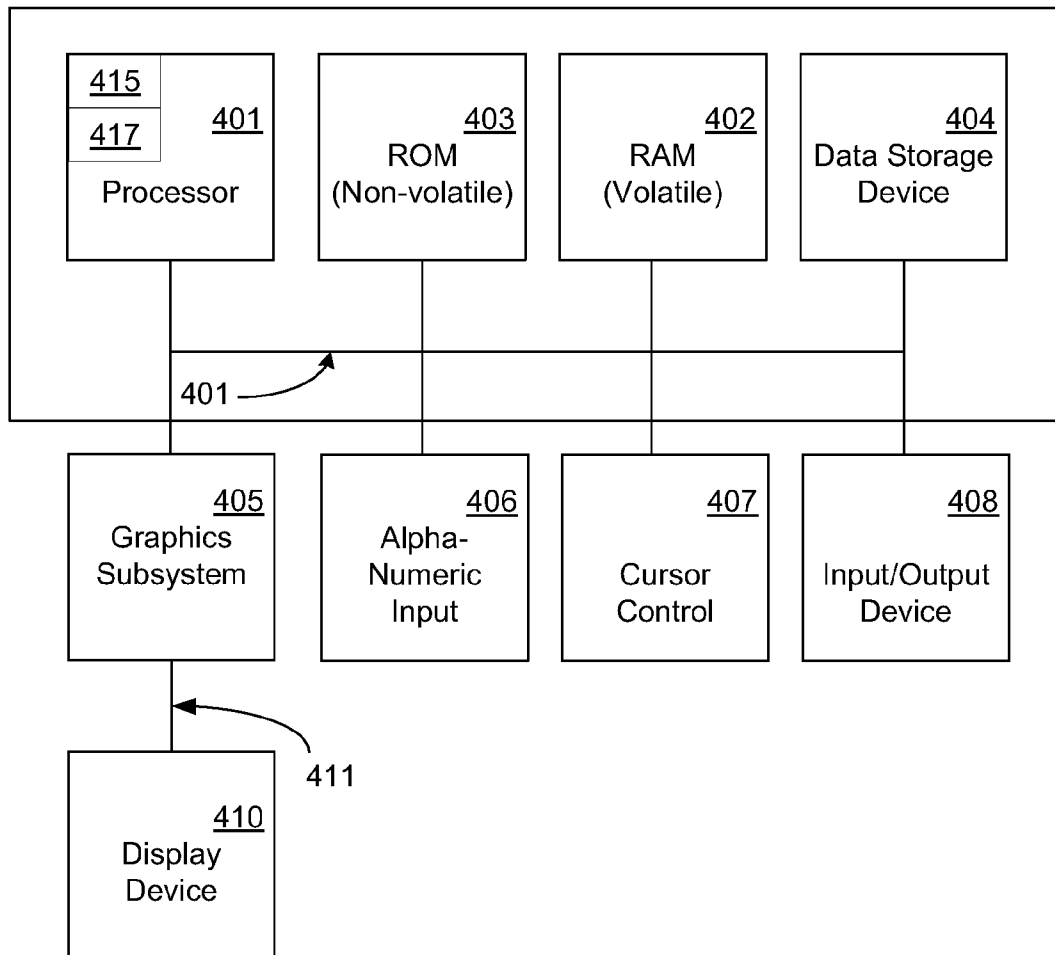 415
417
401
Processor
403
ROM
(Non-volatile)
402
RAM
(Volatile)
404
Data Storage
Device
401
405
Graphics
Subsystem
406
Alpha-
Numeric
Input
407
Cursor
Control
408
Input/Output
Device
411
410
Display
Device